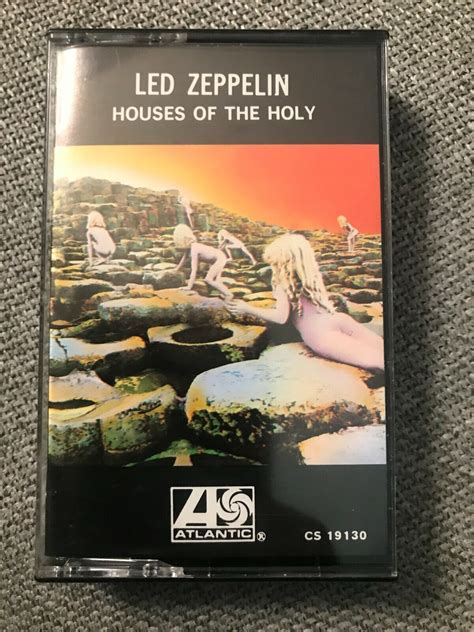 LED ZEPPELIN
HOUSES OF THE HOLY
ATLANTIC ®
CS 19130